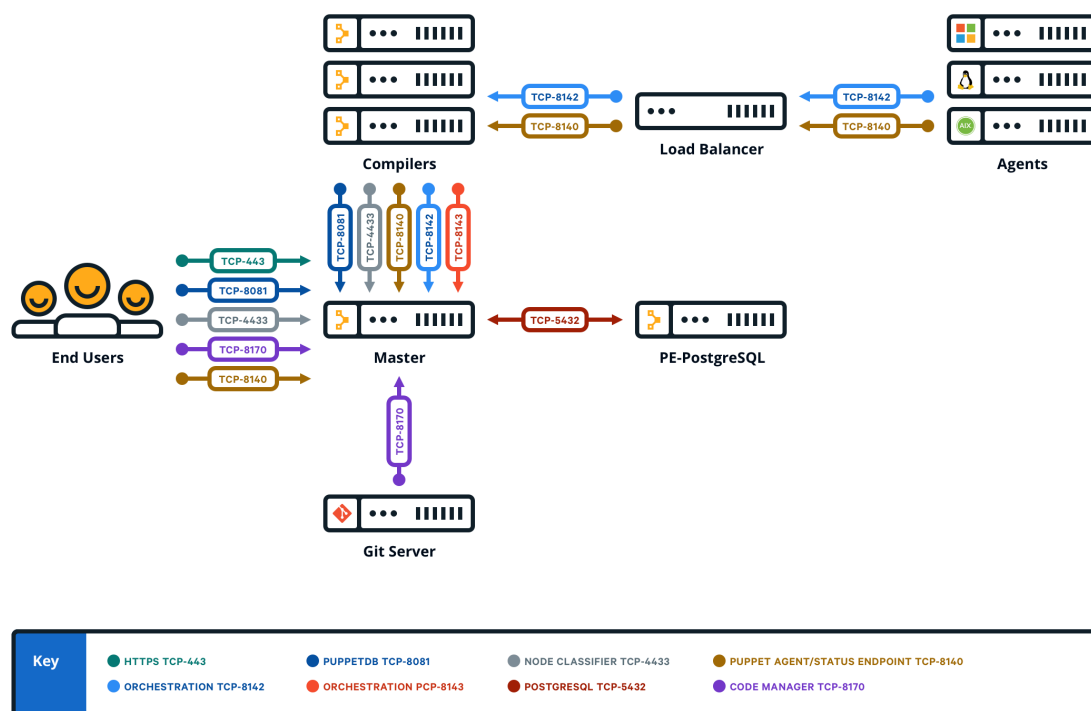 TCP-8142
TCP-8142
TCP-8140
TCP-8140
AIX
Compilers
Load Balancer
Agents
TCP-8081
TCP-4433
TCP-8140
TCP-8142
TCP-8143
TCP-443
TCP-8081
TCP-4433
TCP-8170
TCP-8140
End Users
TCP-5432
Master
PE-PostgreSQL
TCP-8170
Git Server
Key
HTTPS TCP-443
PUPPETDB TCP-8081
NODE CLASSIFIER TCP-4433
PUPPET AGENT/STATUS ENDPOINT TCP-8140
ORCHESTRATION TCP-8142
ORCHESTRATION PCP-8143
POSTGRESQL TCP-5432
CODE MANAGER TCP-8170